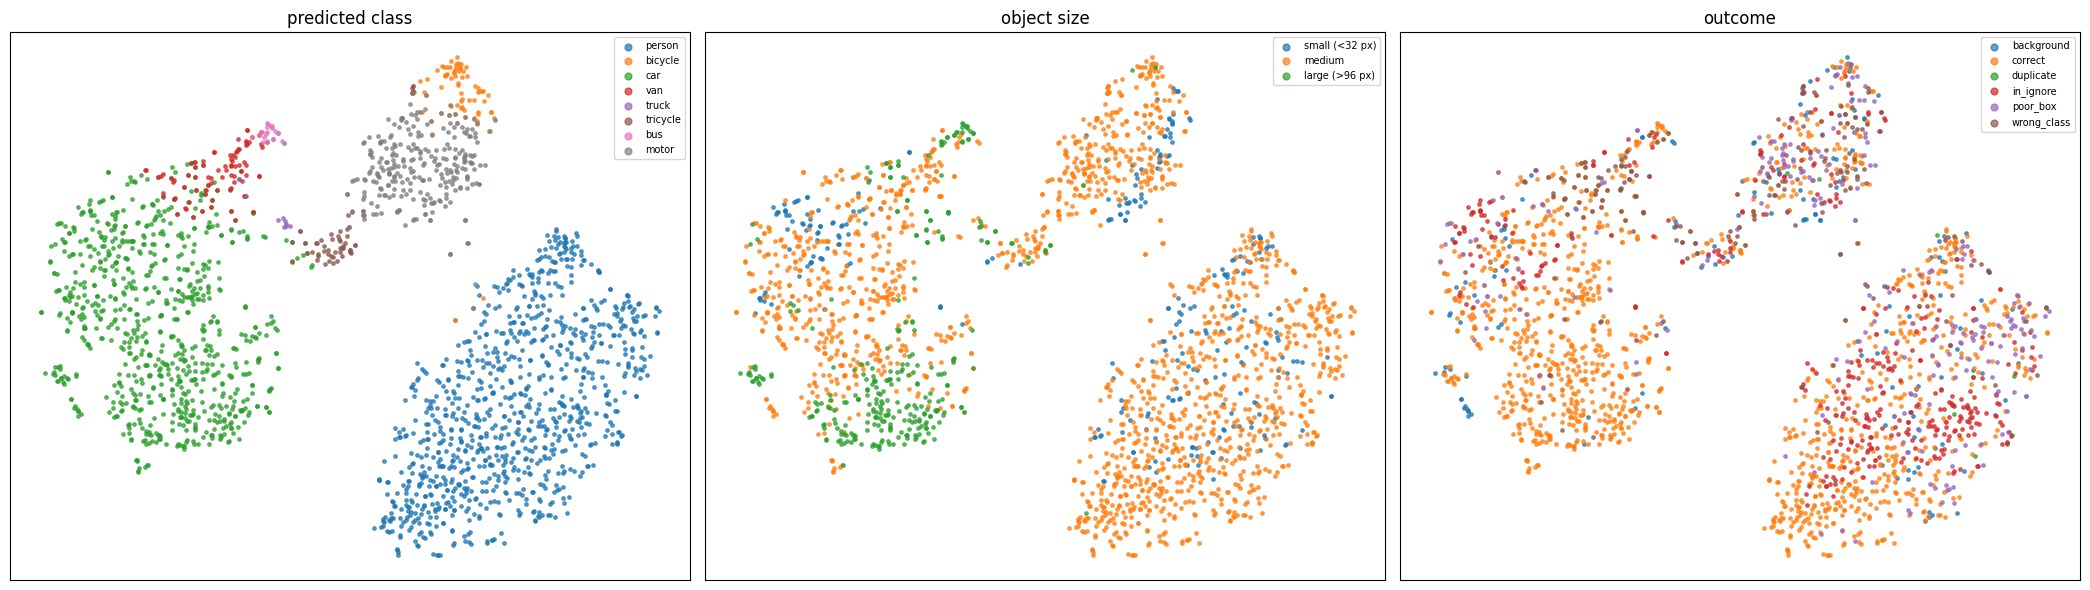 predicted class
person
bicycle
car
van
truck
tricycle
bus
motor
object size
small (<32 px)
medium
large (>96 px)
outcome
background
correct
duplicate
in_ignore
poor_box
wrong_class